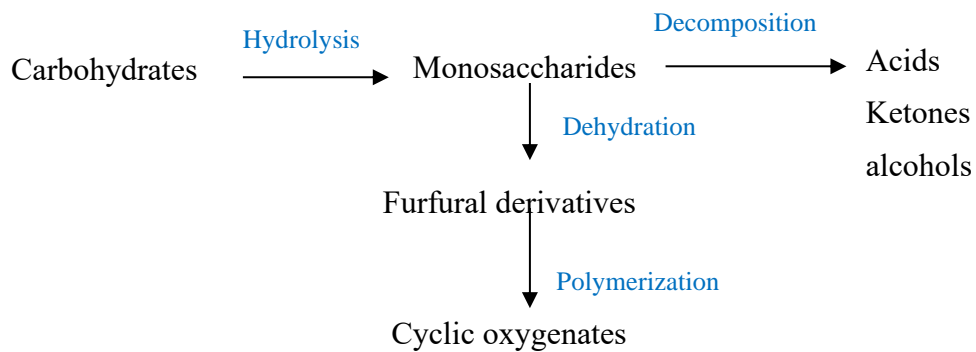 Hydrolysis
Decomposition
Carbohydrates
Monosaccharides
Acids
Ketones
alcohols
Dehydration
Furfural derivatives
Polymerization
Cyclic oxygenates